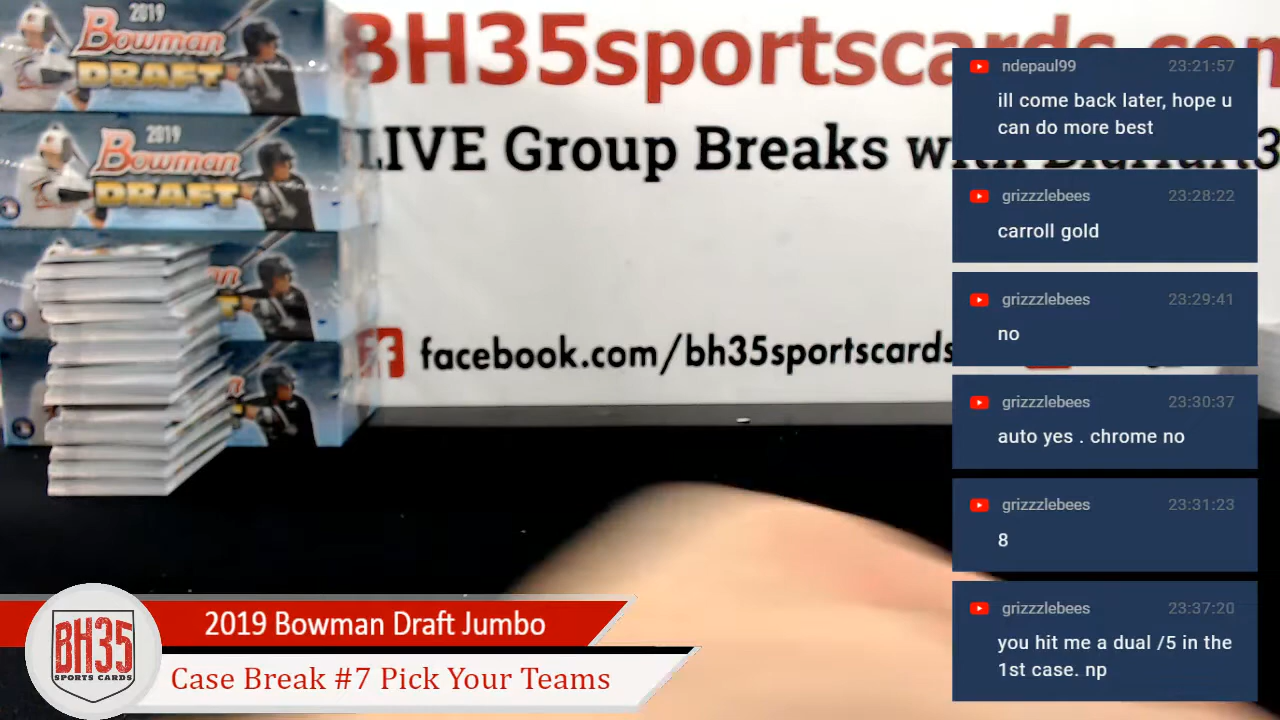 2019
Bowman
DRAFT
2019
Bowman
DRAFT
BH35sportscards.com
LIVE Group Breaks with BigHurt3
facebook.com/bh35sportscards
ndepaul99 23:21:57
ill come back later, hope u
can do more best
grizzzlebees 23:28:22
carroll gold
grizzzlebees 23:29:41
no
grizzzlebees 23:30:37
auto yes . chrome no
grizzzlebees 23:31:23
8
grizzzlebees 23:37:20
you hit me a dual /5 in the
1st case. np
BH35
SPORTS CARDS
2019 Bowman Draft Jumbo
Case Break #7 Pick Your Teams